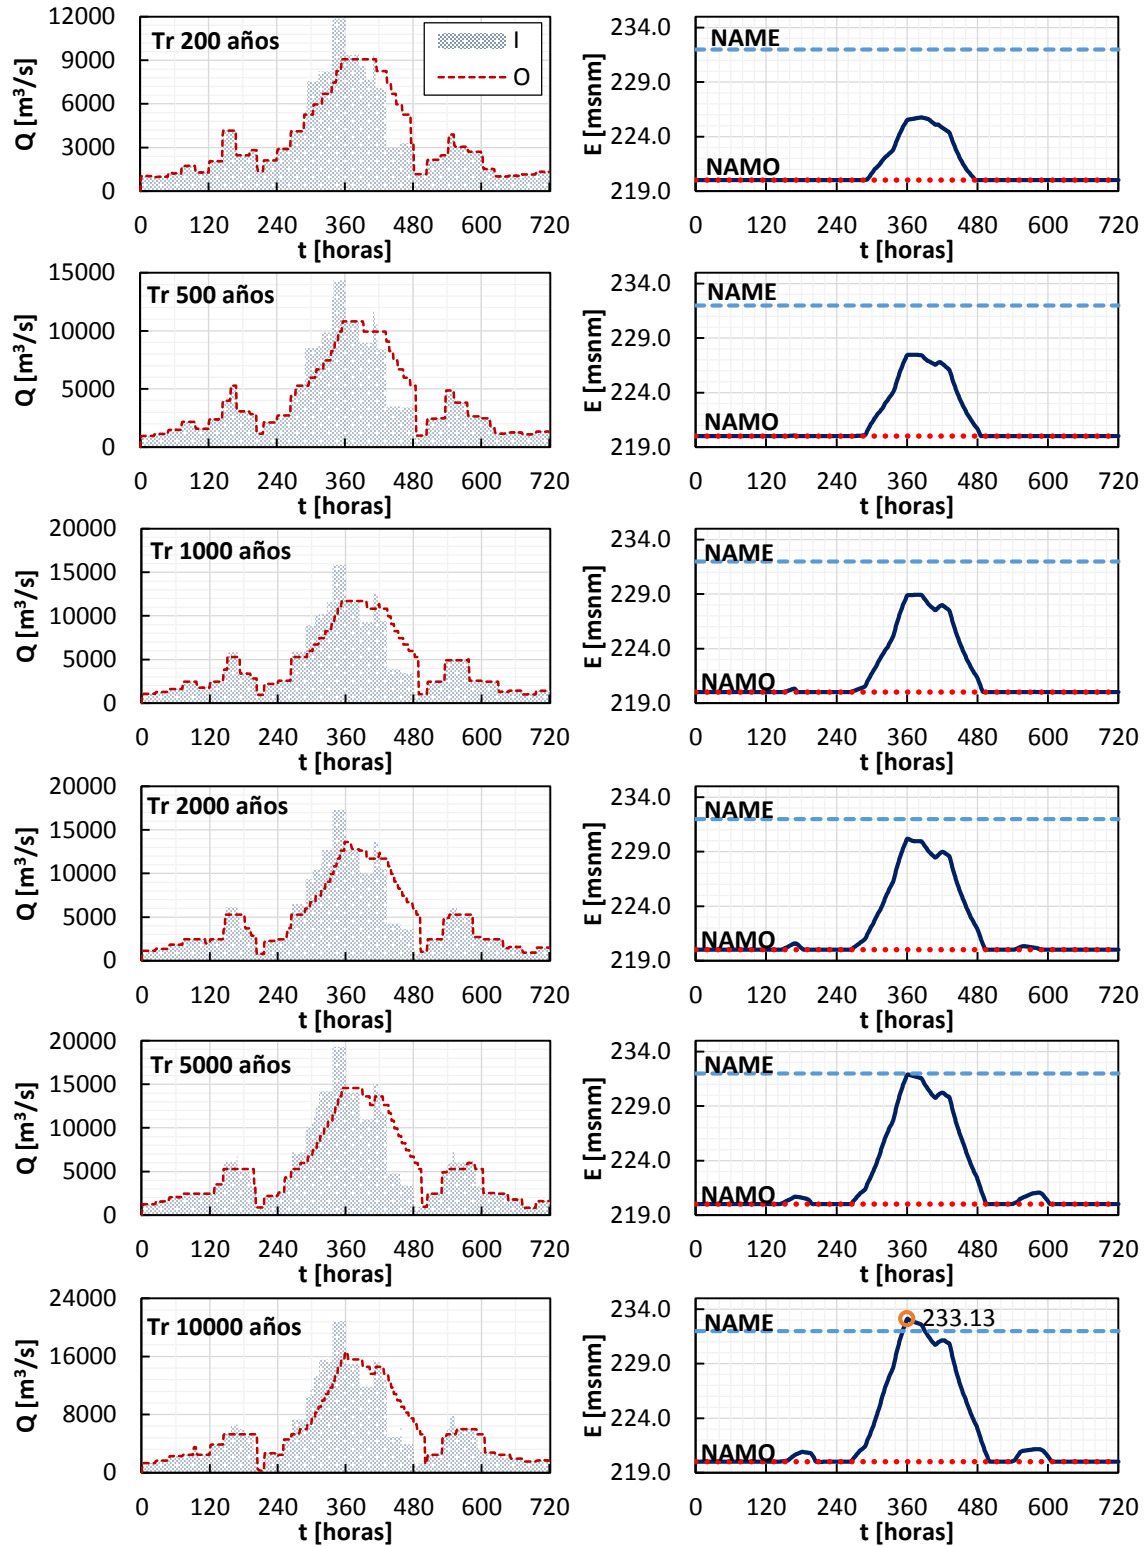 Tr 200 años
I
O
Q [m³/s]
12000
9000
6000
3000
0
0 120 240 360 480 600 720
t [horas]
NAME
NAMO
E [msnm]
234.0
229.0
224.0
219.0
0 120 240 360 480 600 720
t [horas]
Tr 500 años
Q [m³/s]
15000
10000
5000
0
0 120 240 360 480 600 720
t [horas]
NAME
NAMO
E [msnm]
234.0
229.0
224.0
219.0
0 120 240 360 480 600 720
t [horas]
Tr 1000 años
Q [m³/s]
20000
15000
10000
5000
0
0 120 240 360 480 600 720
t [horas]
NAME
NAMO
E [msnm]
234.0
229.0
224.0
219.0
0 120 240 360 480 600 720
t [horas]
Tr 2000 años
Q [m³/s]
20000
15000
10000
5000
0
0 120 240 360 480 600 720
t [horas]
NAME
NAMO
E [msnm]
234.0
229.0
224.0
219.0
0 120 240 360 480 600 720
t [horas]
Tr 5000 años
Q [m³/s]
20000
15000
10000
5000
0
0 120 240 360 480 600 720
t [horas]
NAME
NAMO
E [msnm]
234.0
229.0
224.0
219.0
0 120 240 360 480 600 720
t [horas]
Tr 10000 años
Q [m³/s]
24000
16000
8000
0
0 120 240 360 480 600 720
t [horas]
NAME
233.13
NAMO
E [msnm]
234.0
229.0
224.0
219.0
0 120 240 360 480 600 720
t [horas]